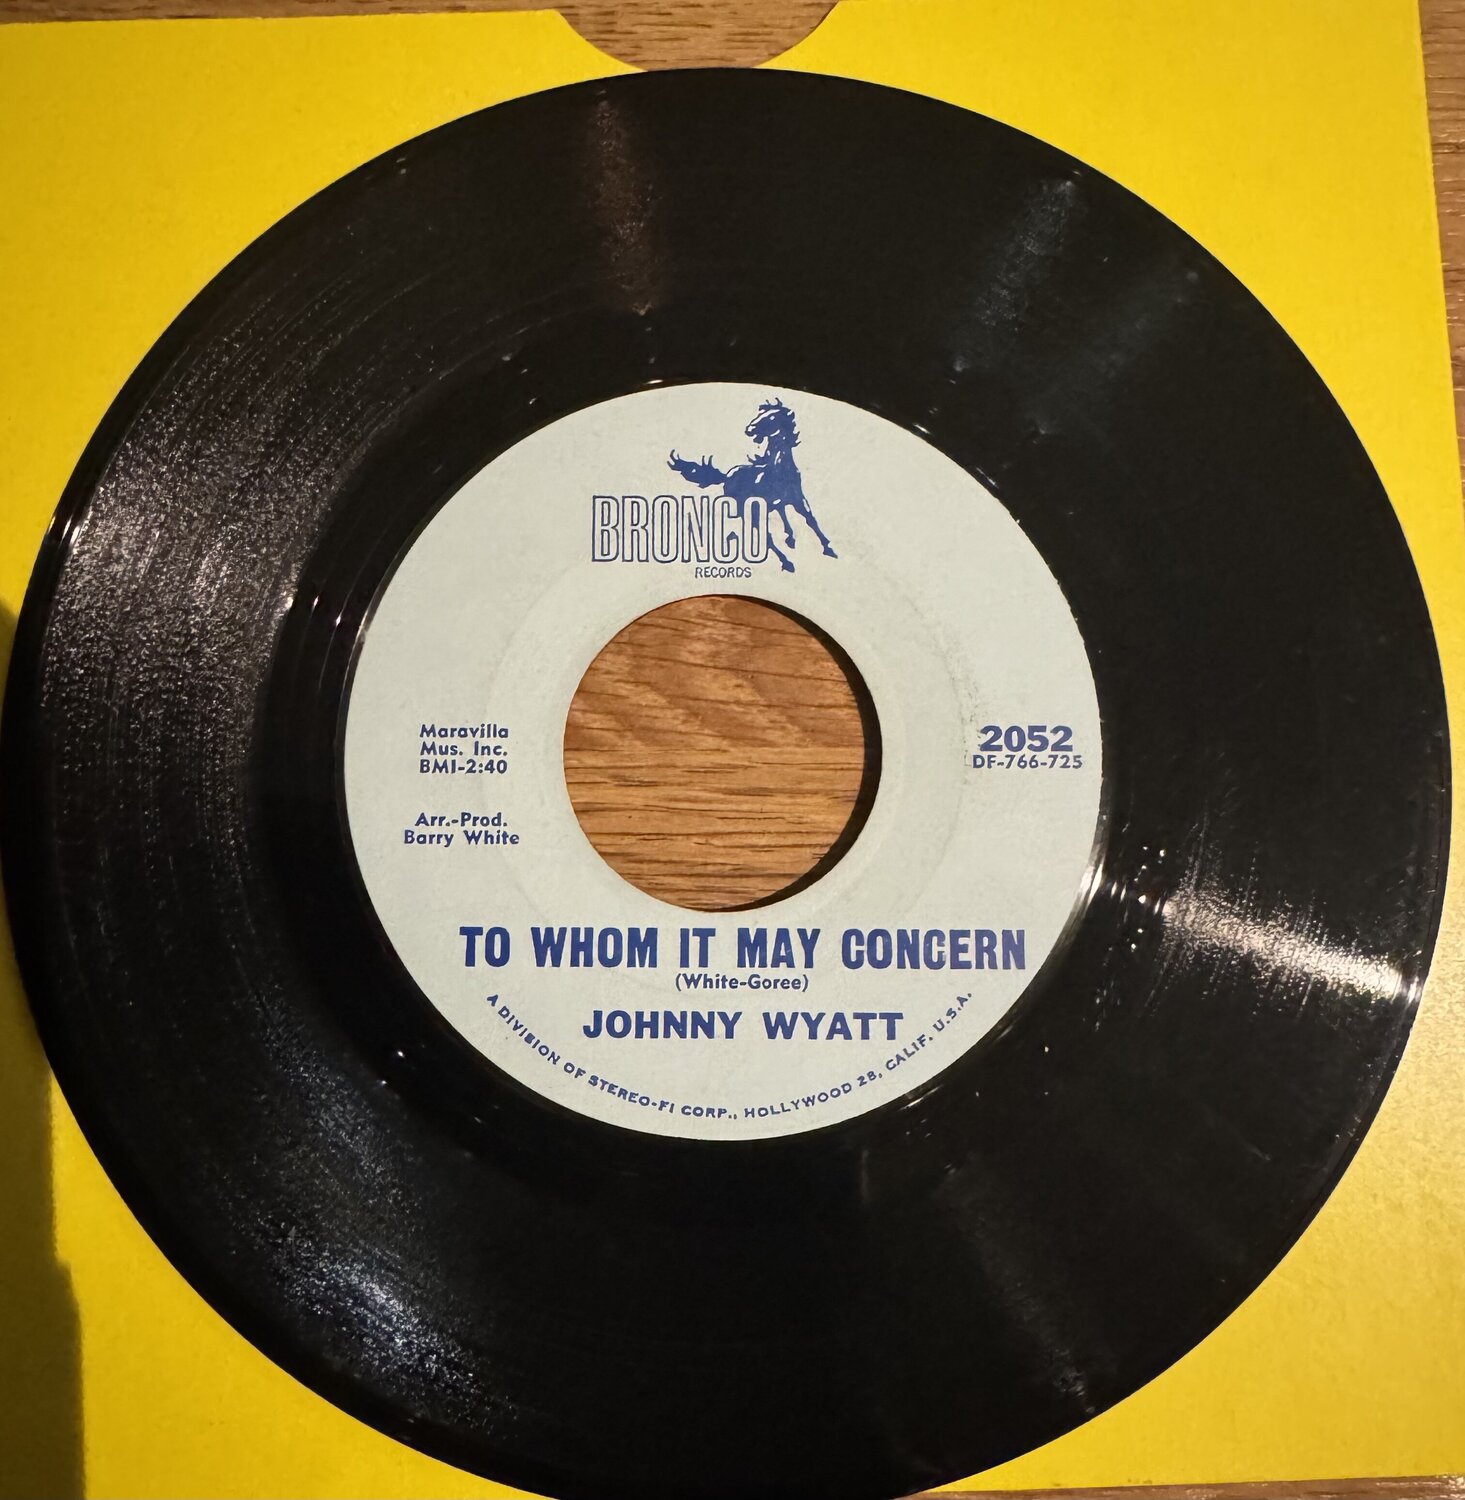 BRONCO
RECORDS
Maravilla
Mus. Inc.
BMI-2:40
Arr.-Prod.
Barry White
2052
DF-766-725
TO WHOM IT MAY CONCERN
(White-Goree)
JOHNNY WYATT
A DIVISION OF STEREO-FI CORP., HOLLYWOOD 28, CALIF. U.S.A.